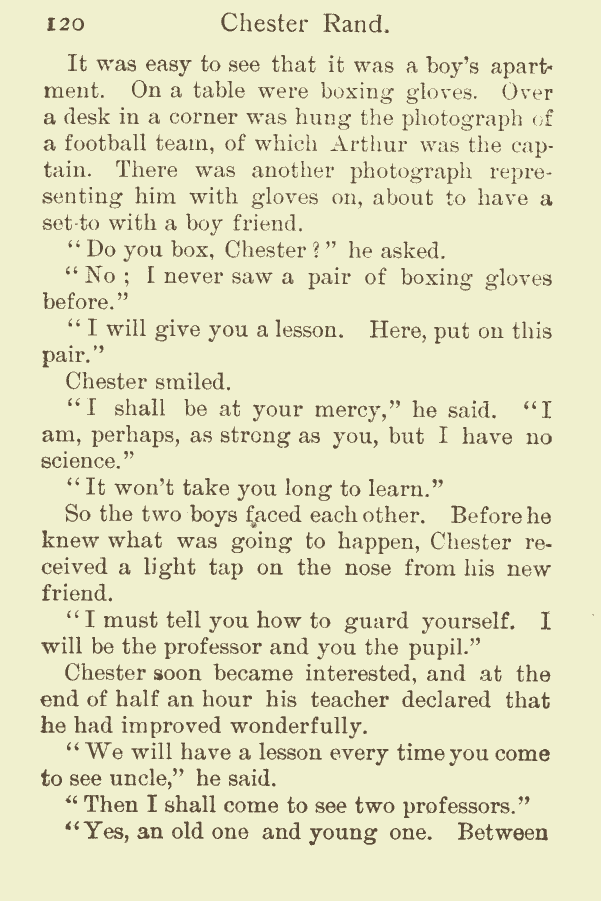 120 Chester Rand.
It was easy to see that it was a boy's apart-
ment. On a table were boxing gloves. Over
a desk in a corner was hung the photograph of
a football team, of which Arthur was the cap-
tain. There was another photograph repre-
senting him with gloves on, about to have a
set-to with a boy friend.
“Do you box, Chester?” he asked.
“No; I never saw a pair of boxing gloves
before.”
“I will give you a lesson. Here, put on this
pair.”
Chester smiled.
“I shall be at your mercy,” he said. “I
am, perhaps, as strong as you, but I have no
science.”
“It won't take you long to learn.”
So the two boys faced each other. Before he
knew what was going to happen, Chester re-
ceived a light tap on the nose from his new
friend.
“I must tell you how to guard yourself. I
will be the professor and you the pupil.”
Chester soon became interested, and at the
end of half an hour his teacher declared that
he had improved wonderfully.
“We will have a lesson every time you come
to see uncle,” he said.
“Then I shall come to see two professors.”
“Yes, an old one and young one. Between